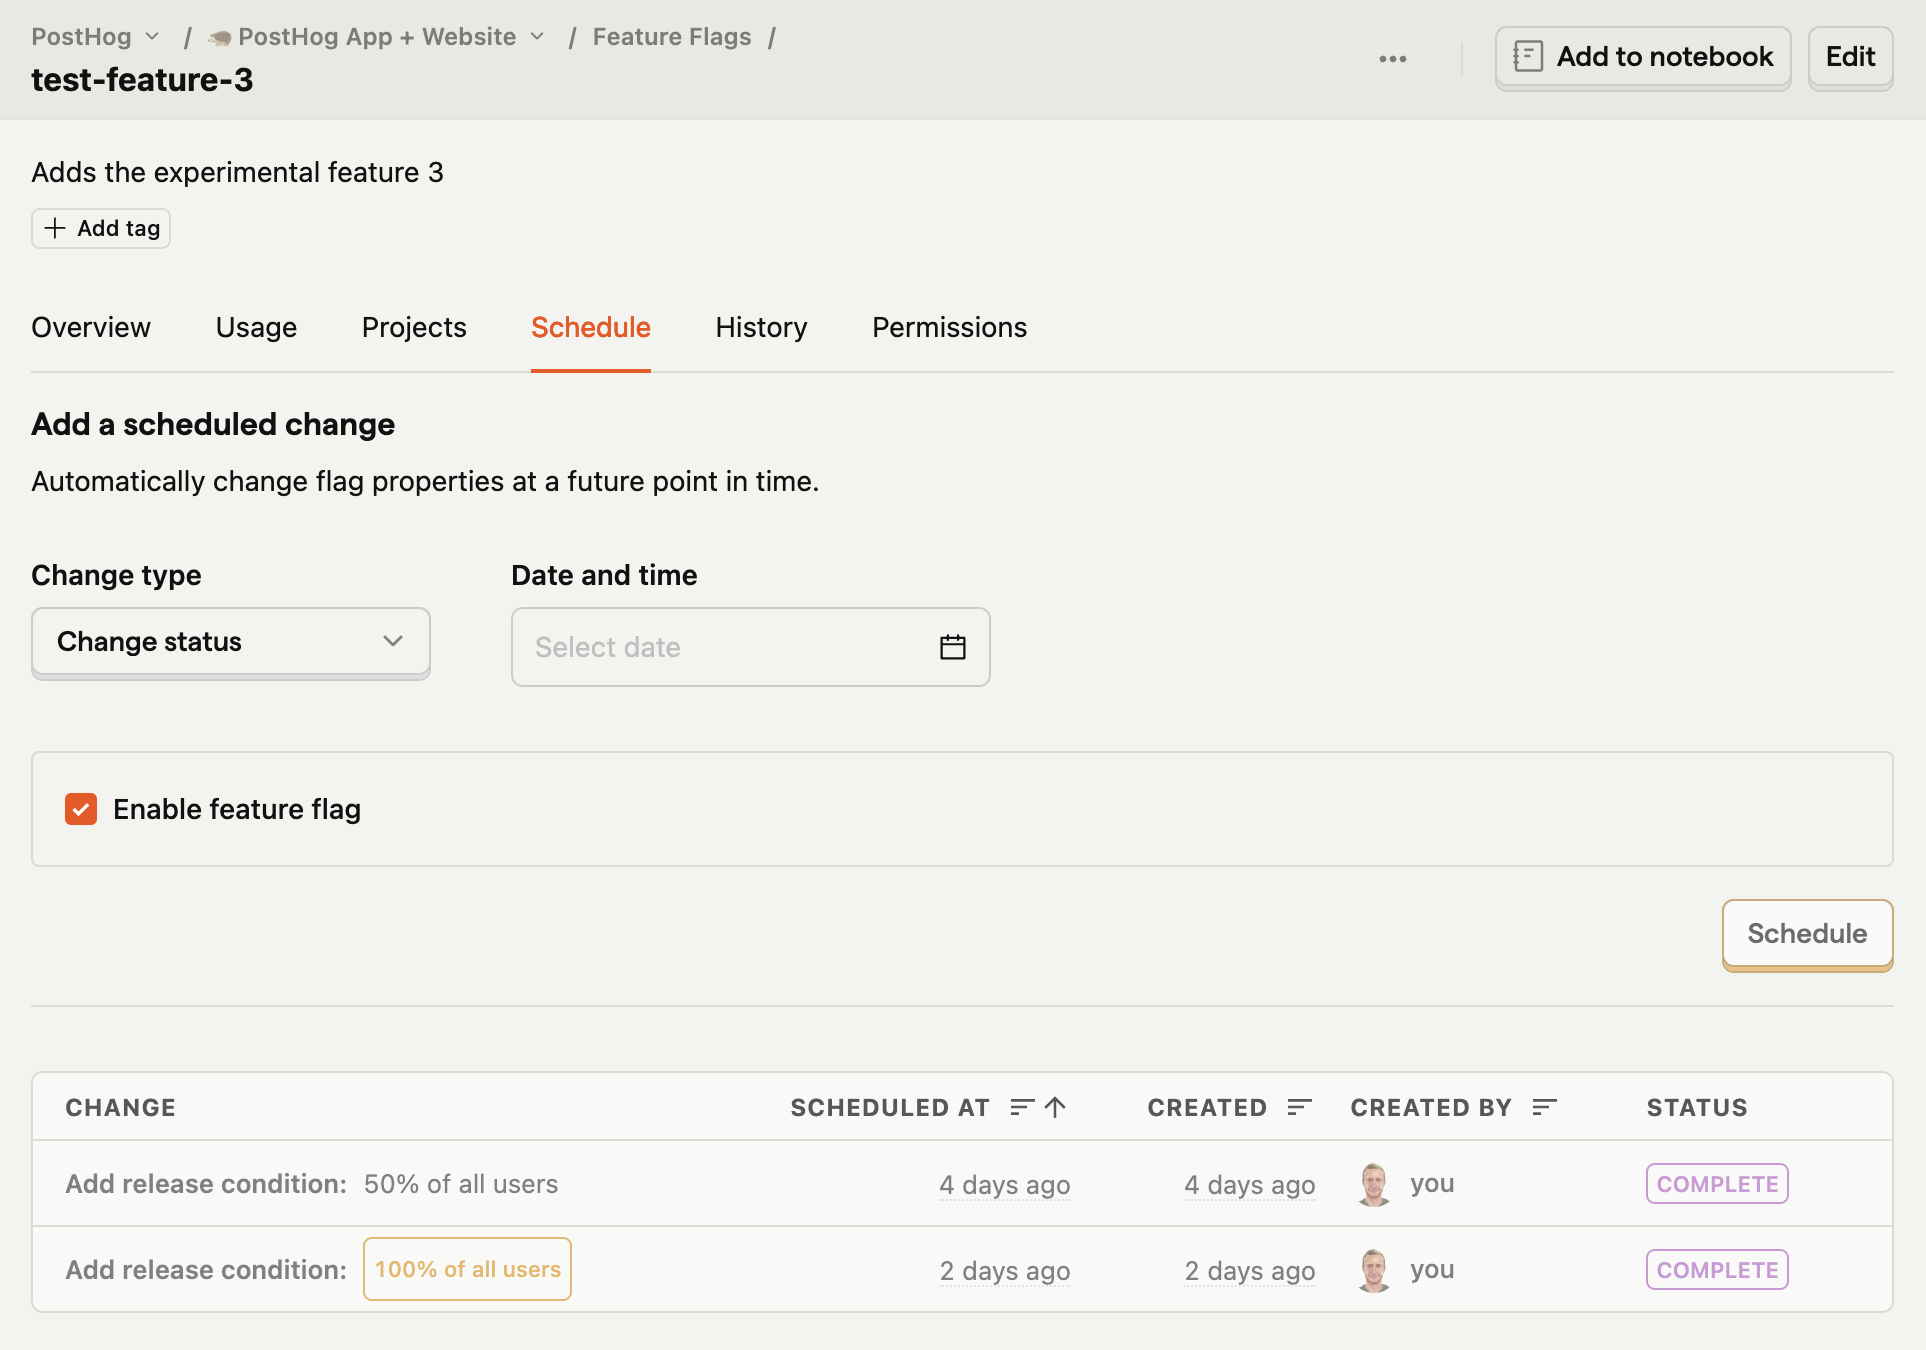 PostHog / PostHog App + Website / Feature Flags /
test-feature-3
Add to notebook
Edit
Adds the experimental feature 3
Add tag
Overview Usage Projects Schedule History Permissions
Add a scheduled change
Automatically change flag properties at a future point in time.
Change type
Change status
Date and time
Select date
Enable feature flag
Schedule
CHANGE SCHEDULED AT CREATED CREATED BY STATUS
Add release condition: 50% of all users 4 days ago 4 days ago you COMPLETE
Add release condition: 100% of all users 2 days ago 2 days ago you COMPLETE